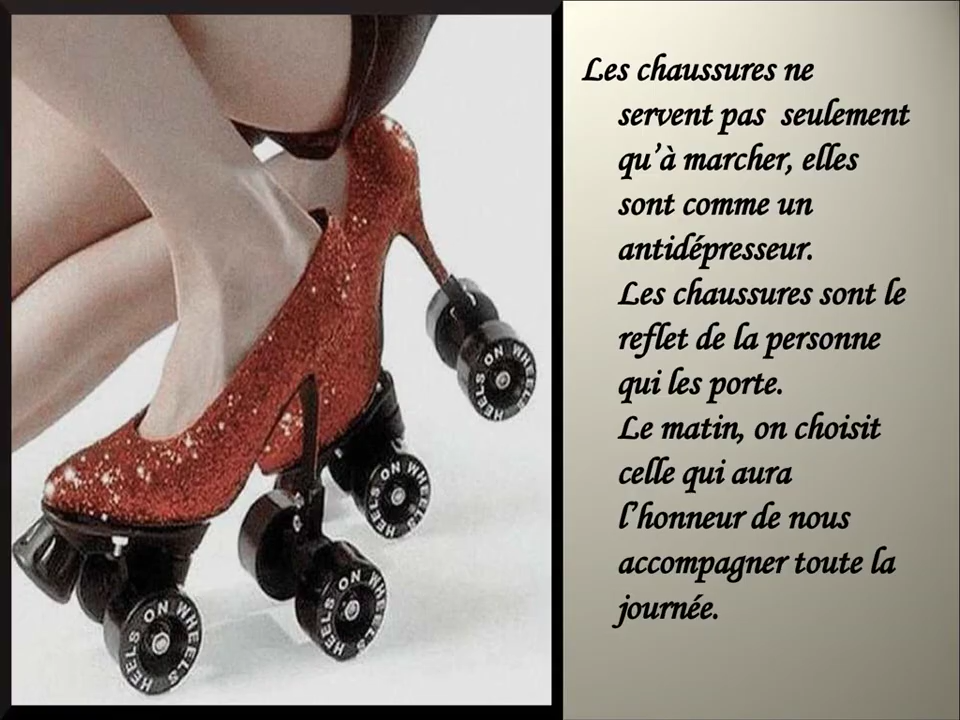 Les chaussures ne
servent pas seulement
qu'à marcher, elles
sont comme un
antidépresseur.
Les chaussures sont le
reflet de la personne
qui les porte.
Le matin, on choisit
celle qui aura
l'honneur de nous
accompagner toute la
journée.
HEELS ON WHEELS
HEELS ON WHEELS
HEELS ON WHEELS
HEELS ON WHEELS